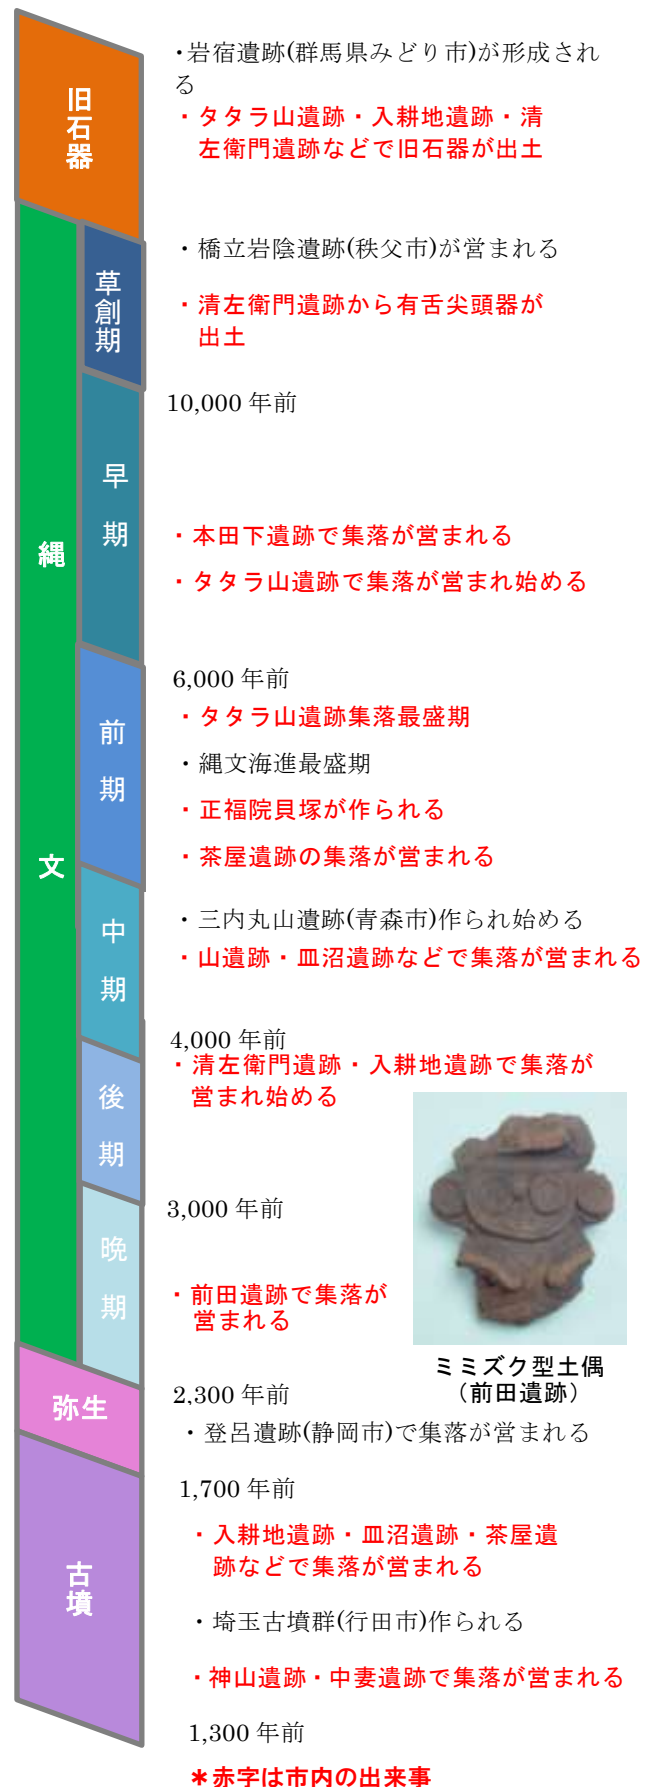 旧石器
・岩宿遺跡(群馬県みどり市)が形成され
る
・タタラ山遺跡・入耕地遺跡・清
左衛門遺跡などで旧石器が出土
縄文
草創期
・橋立岩陰遺跡(秩父市)が営まれる
・清左衛門遺跡から有舌尖頭器が
出土
10,000 年前
早期
・本田下遺跡で集落が営まれる
・タタラ山遺跡で集落が営まれ始める
6,000 年前
前期
・タタラ山遺跡集落最盛期
・縄文海進最盛期
・正福院貝塚が作られる
・茶屋遺跡の集落が営まれる
中期
・三内丸山遺跡(青森市)作られ始める
・山遺跡・皿沼遺跡などで集落が営まれる
4,000 年前
後期
・清左衛門遺跡・入耕地遺跡で集落が
営まれ始める
3,000 年前
晩期
・前田遺跡で集落が
営まれる
ミミズク型土偶
（前田遺跡）
2,300 年前
弥生
・登呂遺跡(静岡市)で集落が営まれる
1,700 年前
古墳
・入耕地遺跡・皿沼遺跡・茶屋遺
跡などで集落が営まれる
・埼玉古墳群(行田市)作られる
・神山遺跡・中妻遺跡で集落が営まれる
1,300 年前
＊赤字は市内の出来事